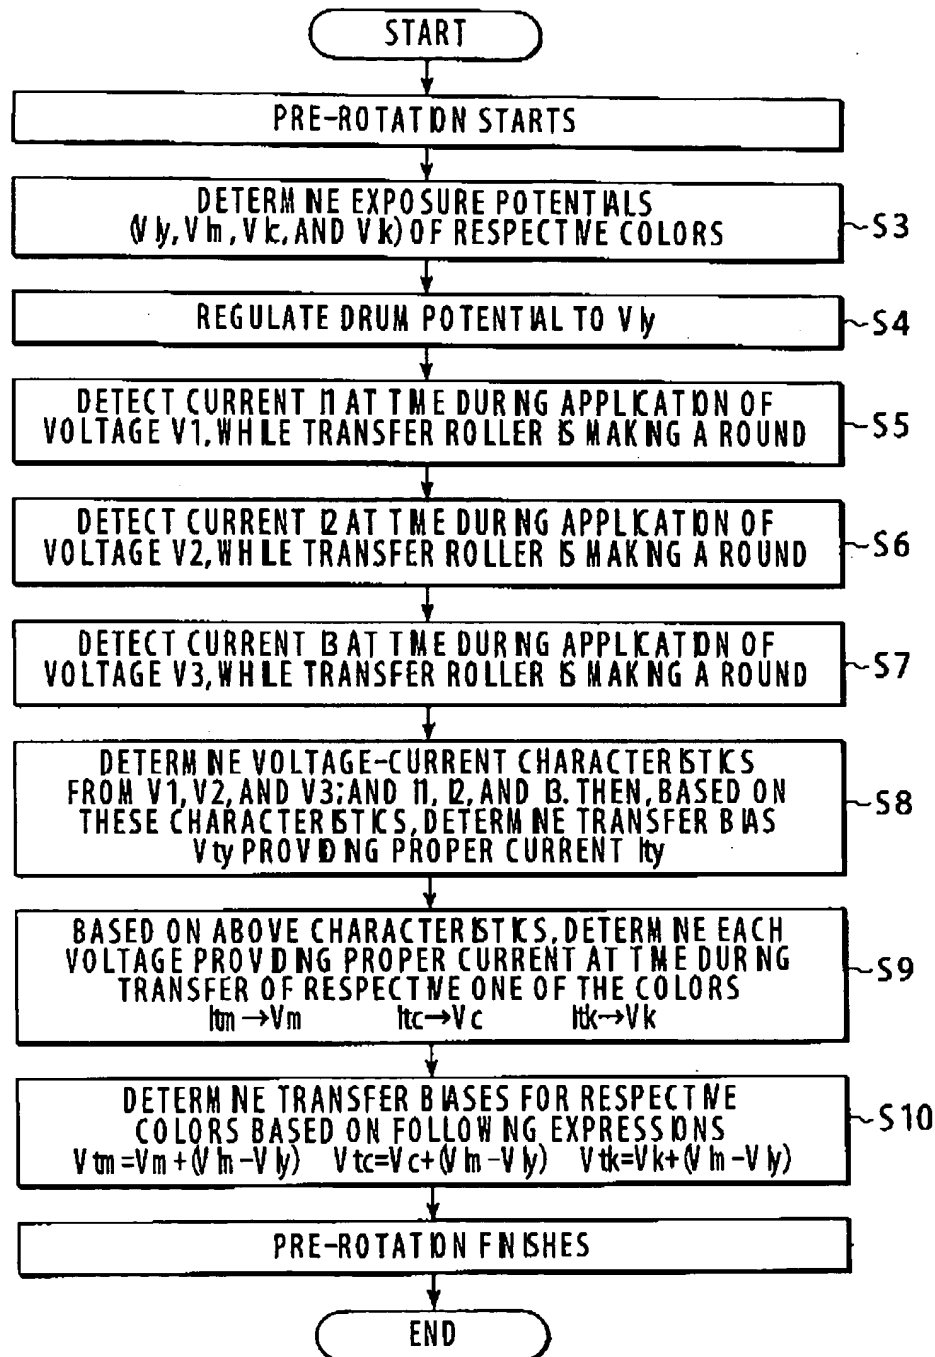 START
PRE-ROTATION STARTS
DETERMINE EXPOSURE POTENTIALS
(Vly, Vlm, Vlc, AND Vlk) OF RESPECTIVE COLORS
S3
REGULATE DRUM POTENTIAL TO Vly
S4
DETECT CURRENT I1 AT TIME DURING APPLICATION OF
VOLTAGE V1, WHILE TRANSFER ROLLER IS MAKING A ROUND
S5
DETECT CURRENT I2 AT TIME DURING APPLICATION OF
VOLTAGE V2, WHILE TRANSFER ROLLER IS MAKING A ROUND
S6
DETECT CURRENT I3 AT TIME DURING APPLICATION OF
VOLTAGE V3, WHILE TRANSFER ROLLER IS MAKING A ROUND
S7
DETERMINE VOLTAGE-CURRENT CHARACTERISTICS
FROM V1, V2, AND V3; AND I1, I2, AND I3. THEN, BASED ON
THESE CHARACTERISTICS, DETERMINE TRANSFER BIAS
Vty PROVIDING PROPER CURRENT Ity
S8
BASED ON ABOVE CHARACTERISTICS, DETERMINE EACH
VOLTAGE PROVIDING PROPER CURRENT AT TIME DURING
TRANSFER OF RESPECTIVE ONE OF THE COLORS
Itm→Vm Itc→Vc Itk→Vk
S9
DETERMINE TRANSFER BIASES FOR RESPECTIVE
COLORS BASED ON FOLLOWING EXPRESSIONS
Vtm=Vm+(Vlm-Vly) Vtc=Vc+(Vlm-Vly) Vtk=Vk+(Vlm-Vly)
S10
PRE-ROTATION FINISHES
END